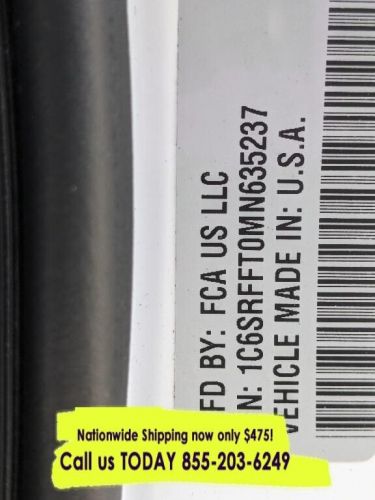 FD BY: FCA US LLC
N: 1C6SRFFT0MN635237
VEHICLE MADE IN: U.S.A.
Nationwide Shipping now only $475!
Call us TODAY 855-203-6249